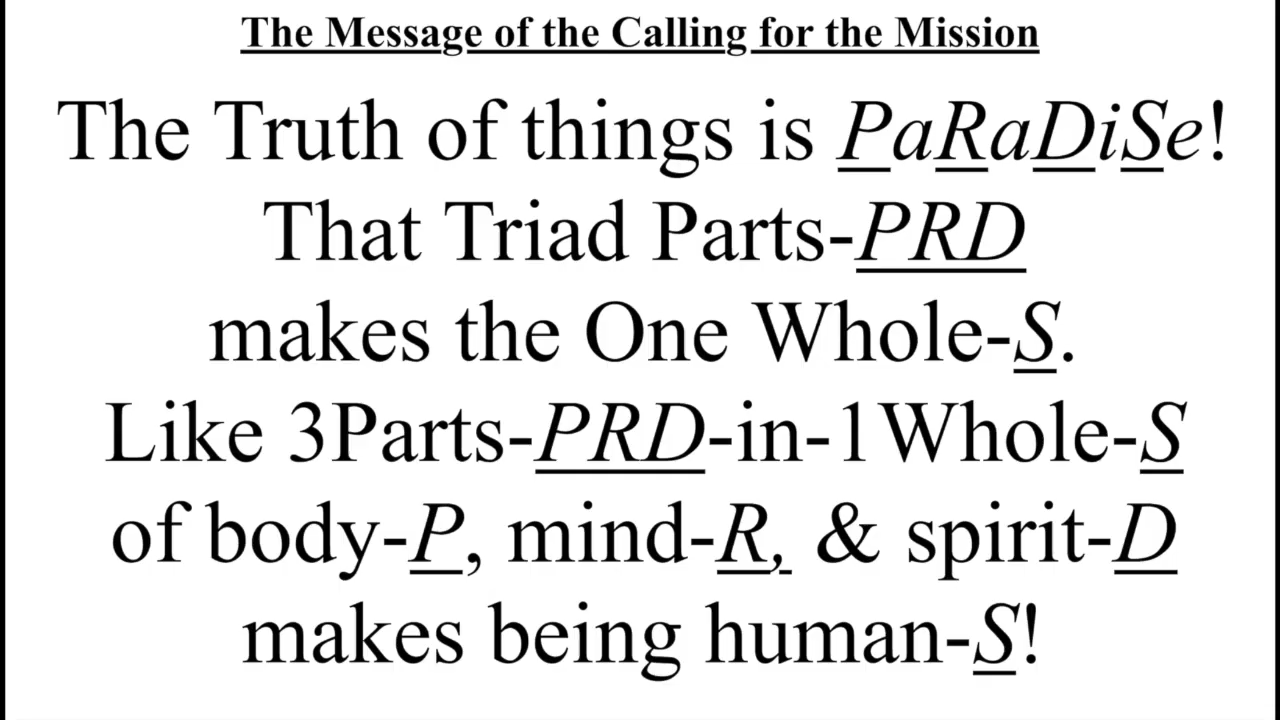 The Message of the Calling for the Mission
The Truth of things is PaRaDiSe!
That Triad Parts-PRD
makes the One Whole-S.
Like 3Parts-PRD-in-1Whole-S
of body-P, mind-R, & spirit-D
makes being human-S!